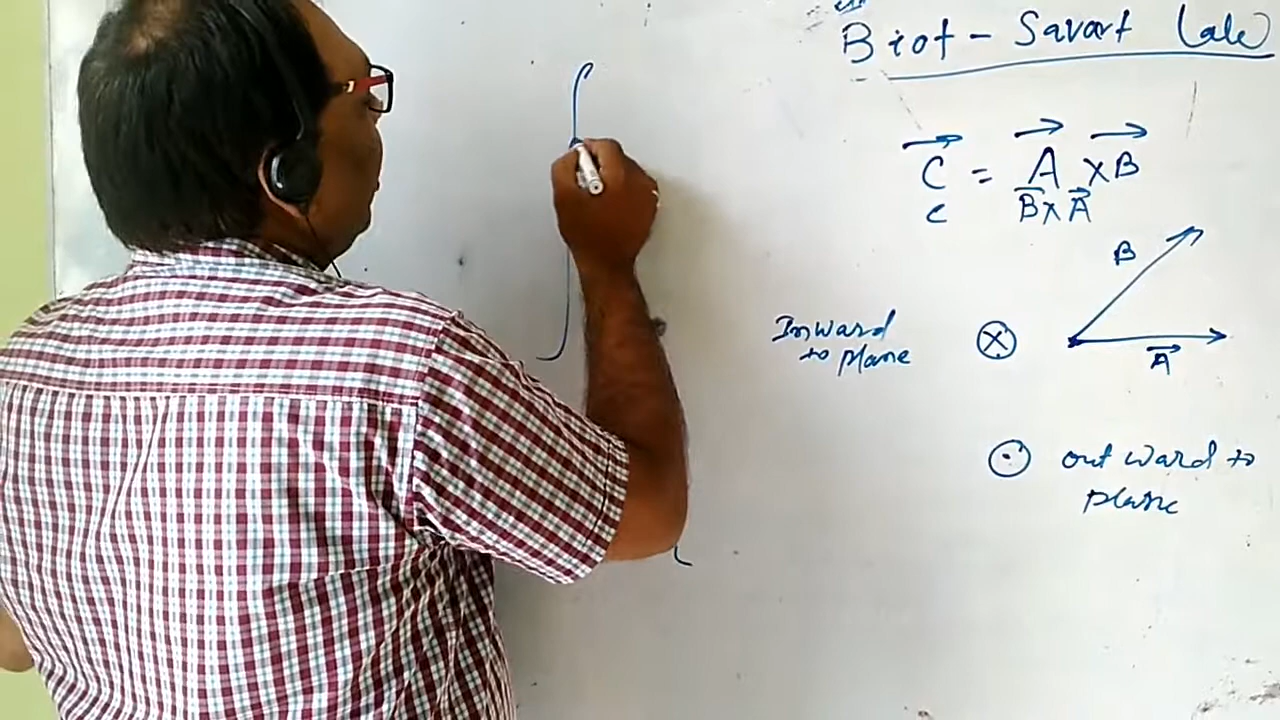 Biot - Savart Law
C = A × B
c B × A
B
A
Inward
to plane
⊗
⊙ outward to
plane